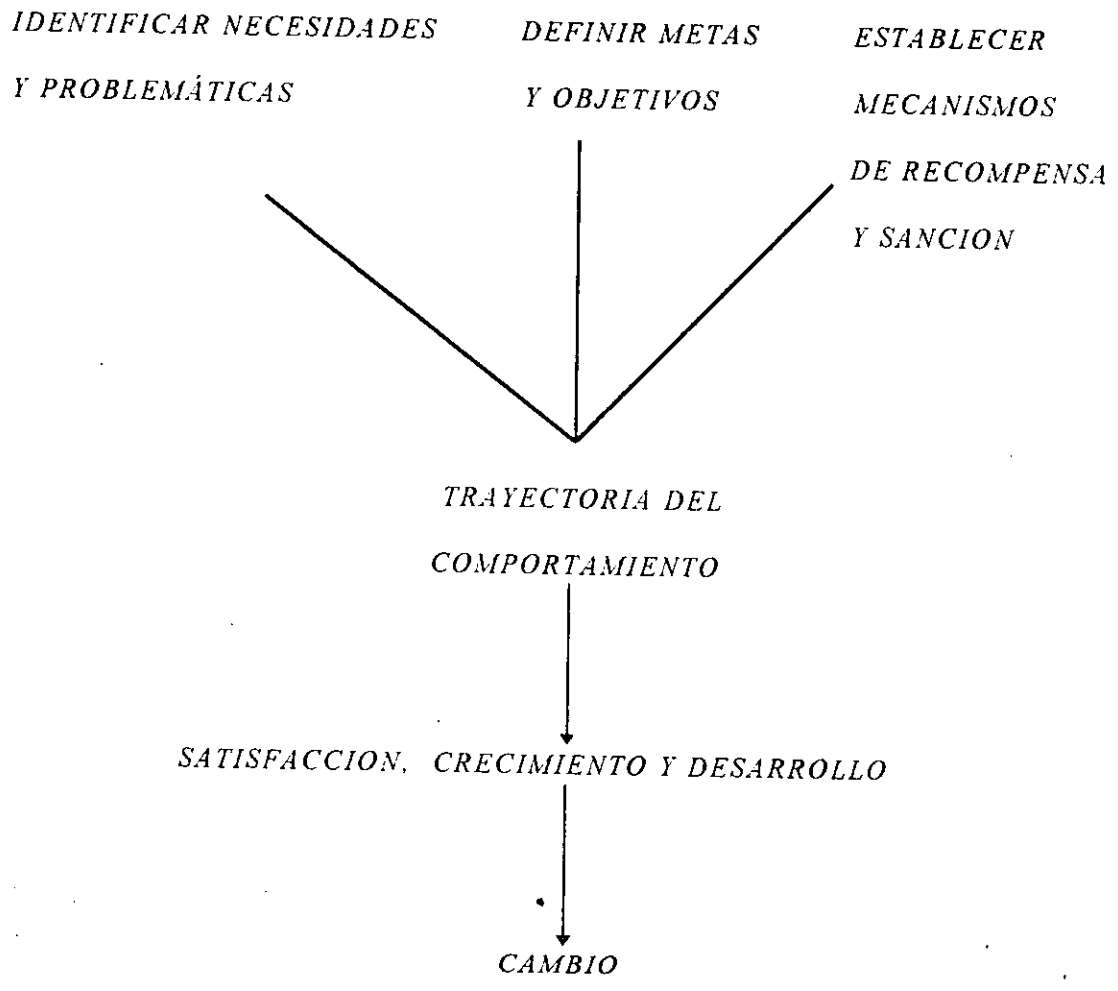 IDENTIFICAR NECESIDADES
Y PROBLEMÁTICAS
DEFINIR METAS
Y OBJETIVOS
ESTABLECER
MECANISMOS
DE RECOMPENSA
Y SANCION
TRAYECTORIA DEL
COMPORTAMIENTO
SATISFACCION, CRECIMIENTO Y DESARROLLO
CAMBIO